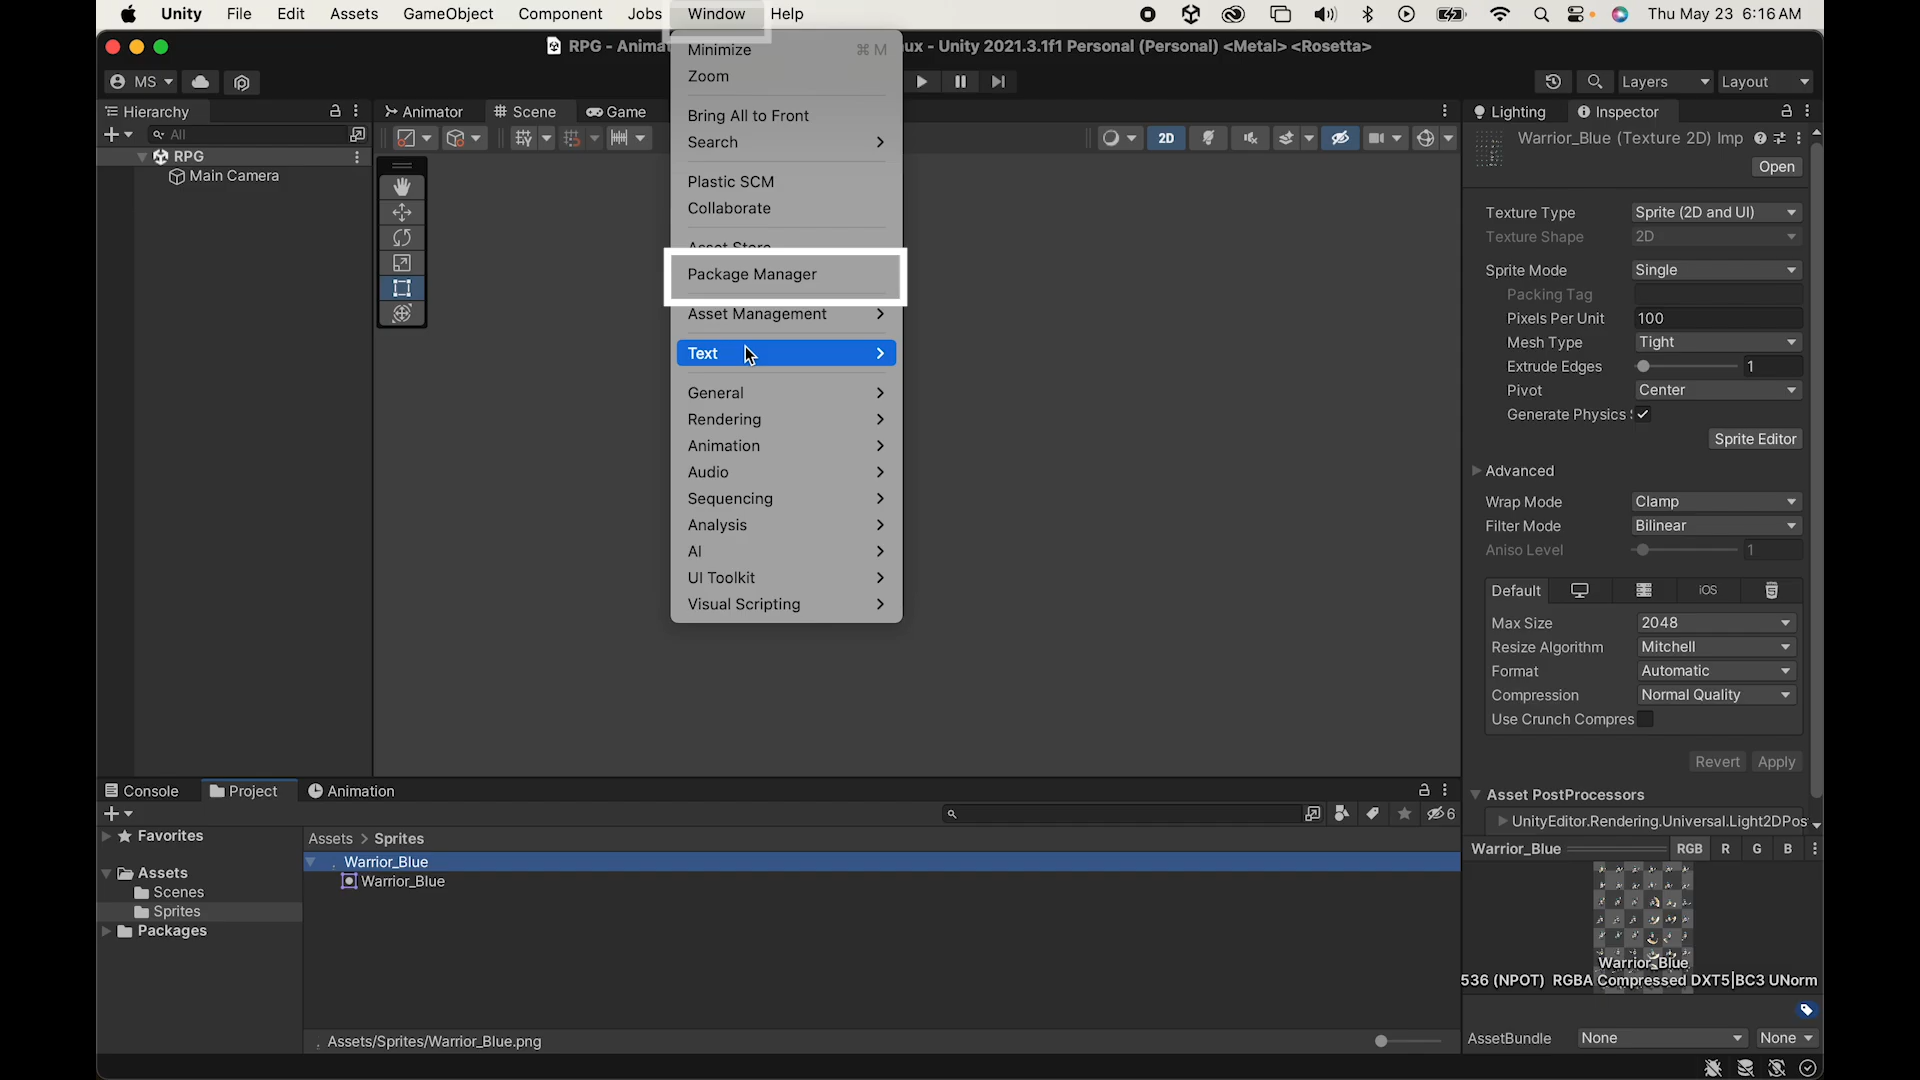 Unity File Edit Assets GameObject Component Jobs Window Help Thu May 23 6:16 AM
RPG - Anima ux - Unity 2021.3.1f1 Personal (Personal) <Metal> <Rosetta>
MS Layers Layout
Hierarchy Animator Scene Game Lighting Inspector
All
2D
RPG
Main Camera
Minimize ⌘ M
Zoom
Bring All to Front
Search
Plastic SCM
Collaborate
Asset Store
Package Manager
Asset Management
Text
General
Rendering
Animation
Audio
Sequencing
Analysis
AI
UI Toolkit
Visual Scripting
Warrior_Blue (Texture 2D) Imp
Open
Texture Type Sprite (2D and UI)
Texture Shape 2D
Sprite Mode Single
Packing Tag
Pixels Per Unit 100
Mesh Type Tight
Extrude Edges 1
Pivot Center
Generate Physics
Sprite Editor
Advanced
Wrap Mode Clamp
Filter Mode Bilinear
Aniso Level 1
Default iOS
Max Size 2048
Resize Algorithm Mitchell
Format Automatic
Compression Normal Quality
Use Crunch Compres
Revert Apply
Asset PostProcessors
UnityEditor.Rendering.Universal.Light2DPos
Warrior_Blue RGB R G B
Warrior_Blue
536 (NPOT) RGBA Compressed DXT5|BC3 UNorm
AssetBundle None None
Console Project Animation
6
Favorites
Assets
Scenes
Sprites
Packages
Assets > Sprites
Warrior_Blue
Warrior_Blue
Assets/Sprites/Warrior_Blue.png